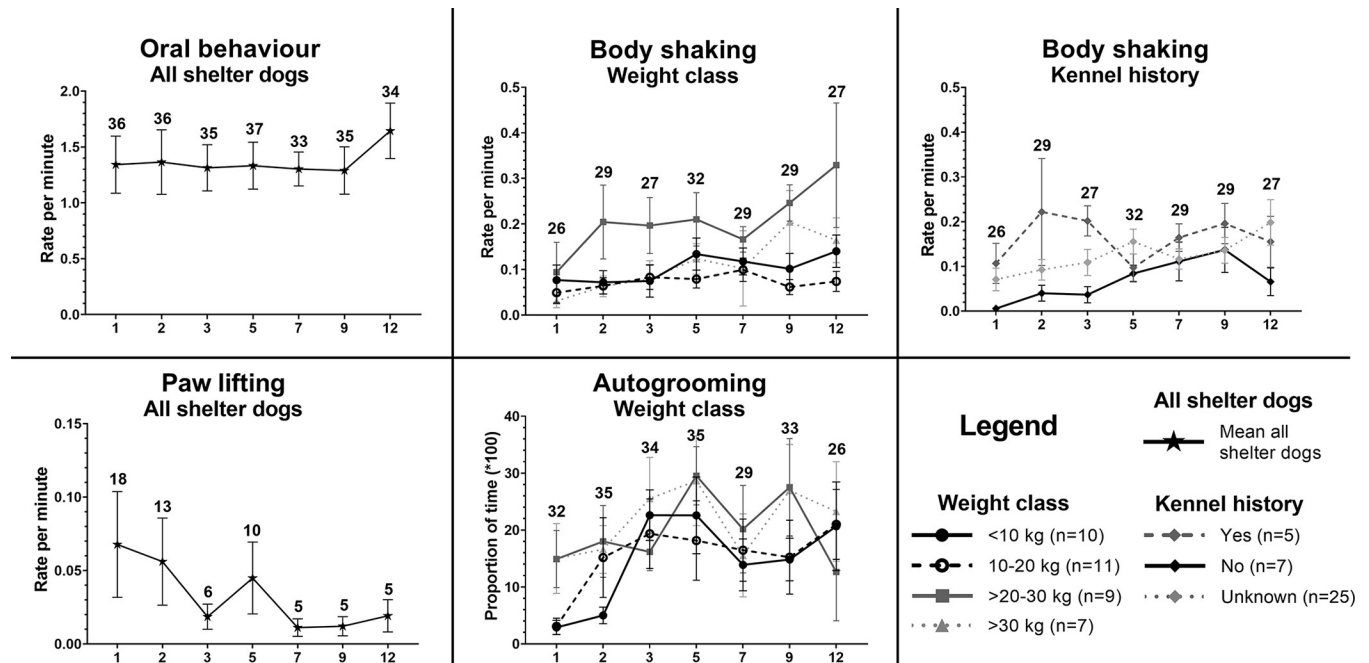 Oral behaviour
All shelter dogs
Rate per minute
2.0
1.5
1.0
0.5
0.0
36
36
35
37
33
35
34
1 2 3 5 7 9 12
Body shaking
Weight class
Rate per minute
0.5
0.4
0.3
0.2
0.1
0.0
26
29
27
32
29
29
27
1 2 3 5 7 9 12
Body shaking
Kennel history
Rate per minute
0.5
0.4
0.3
0.2
0.1
0.0
26
29
27
32
29
29
27
1 2 3 5 7 9 12
Paw lifting
All shelter dogs
Rate per minute
0.15
0.10
0.05
0.00
18
13
6
10
5
5
5
1 2 3 5 7 9 12
Autogrooming
Weight class
Proportion of time (*100)
40
30
20
10
0
32
35
34
35
29
33
26
1 2 3 5 7 9 12
Legend
All shelter dogs
Mean all
shelter dogs
Weight class
<10 kg (n=10)
10-20 kg (n=11)
>20-30 kg (n=9)
>30 kg (n=7)
Kennel history
Yes (n=5)
No (n=7)
Unknown (n=25)